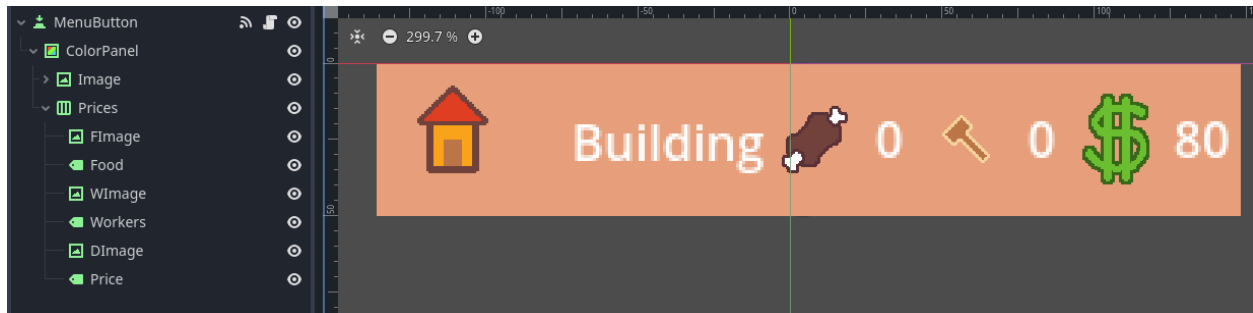 MenuButton
ColorPanel
Image
Prices
FImage
Food
WImage
Workers
DImage
Price
-100
-50
0
50
100
299.7 %
0
50
Building 0 0 80